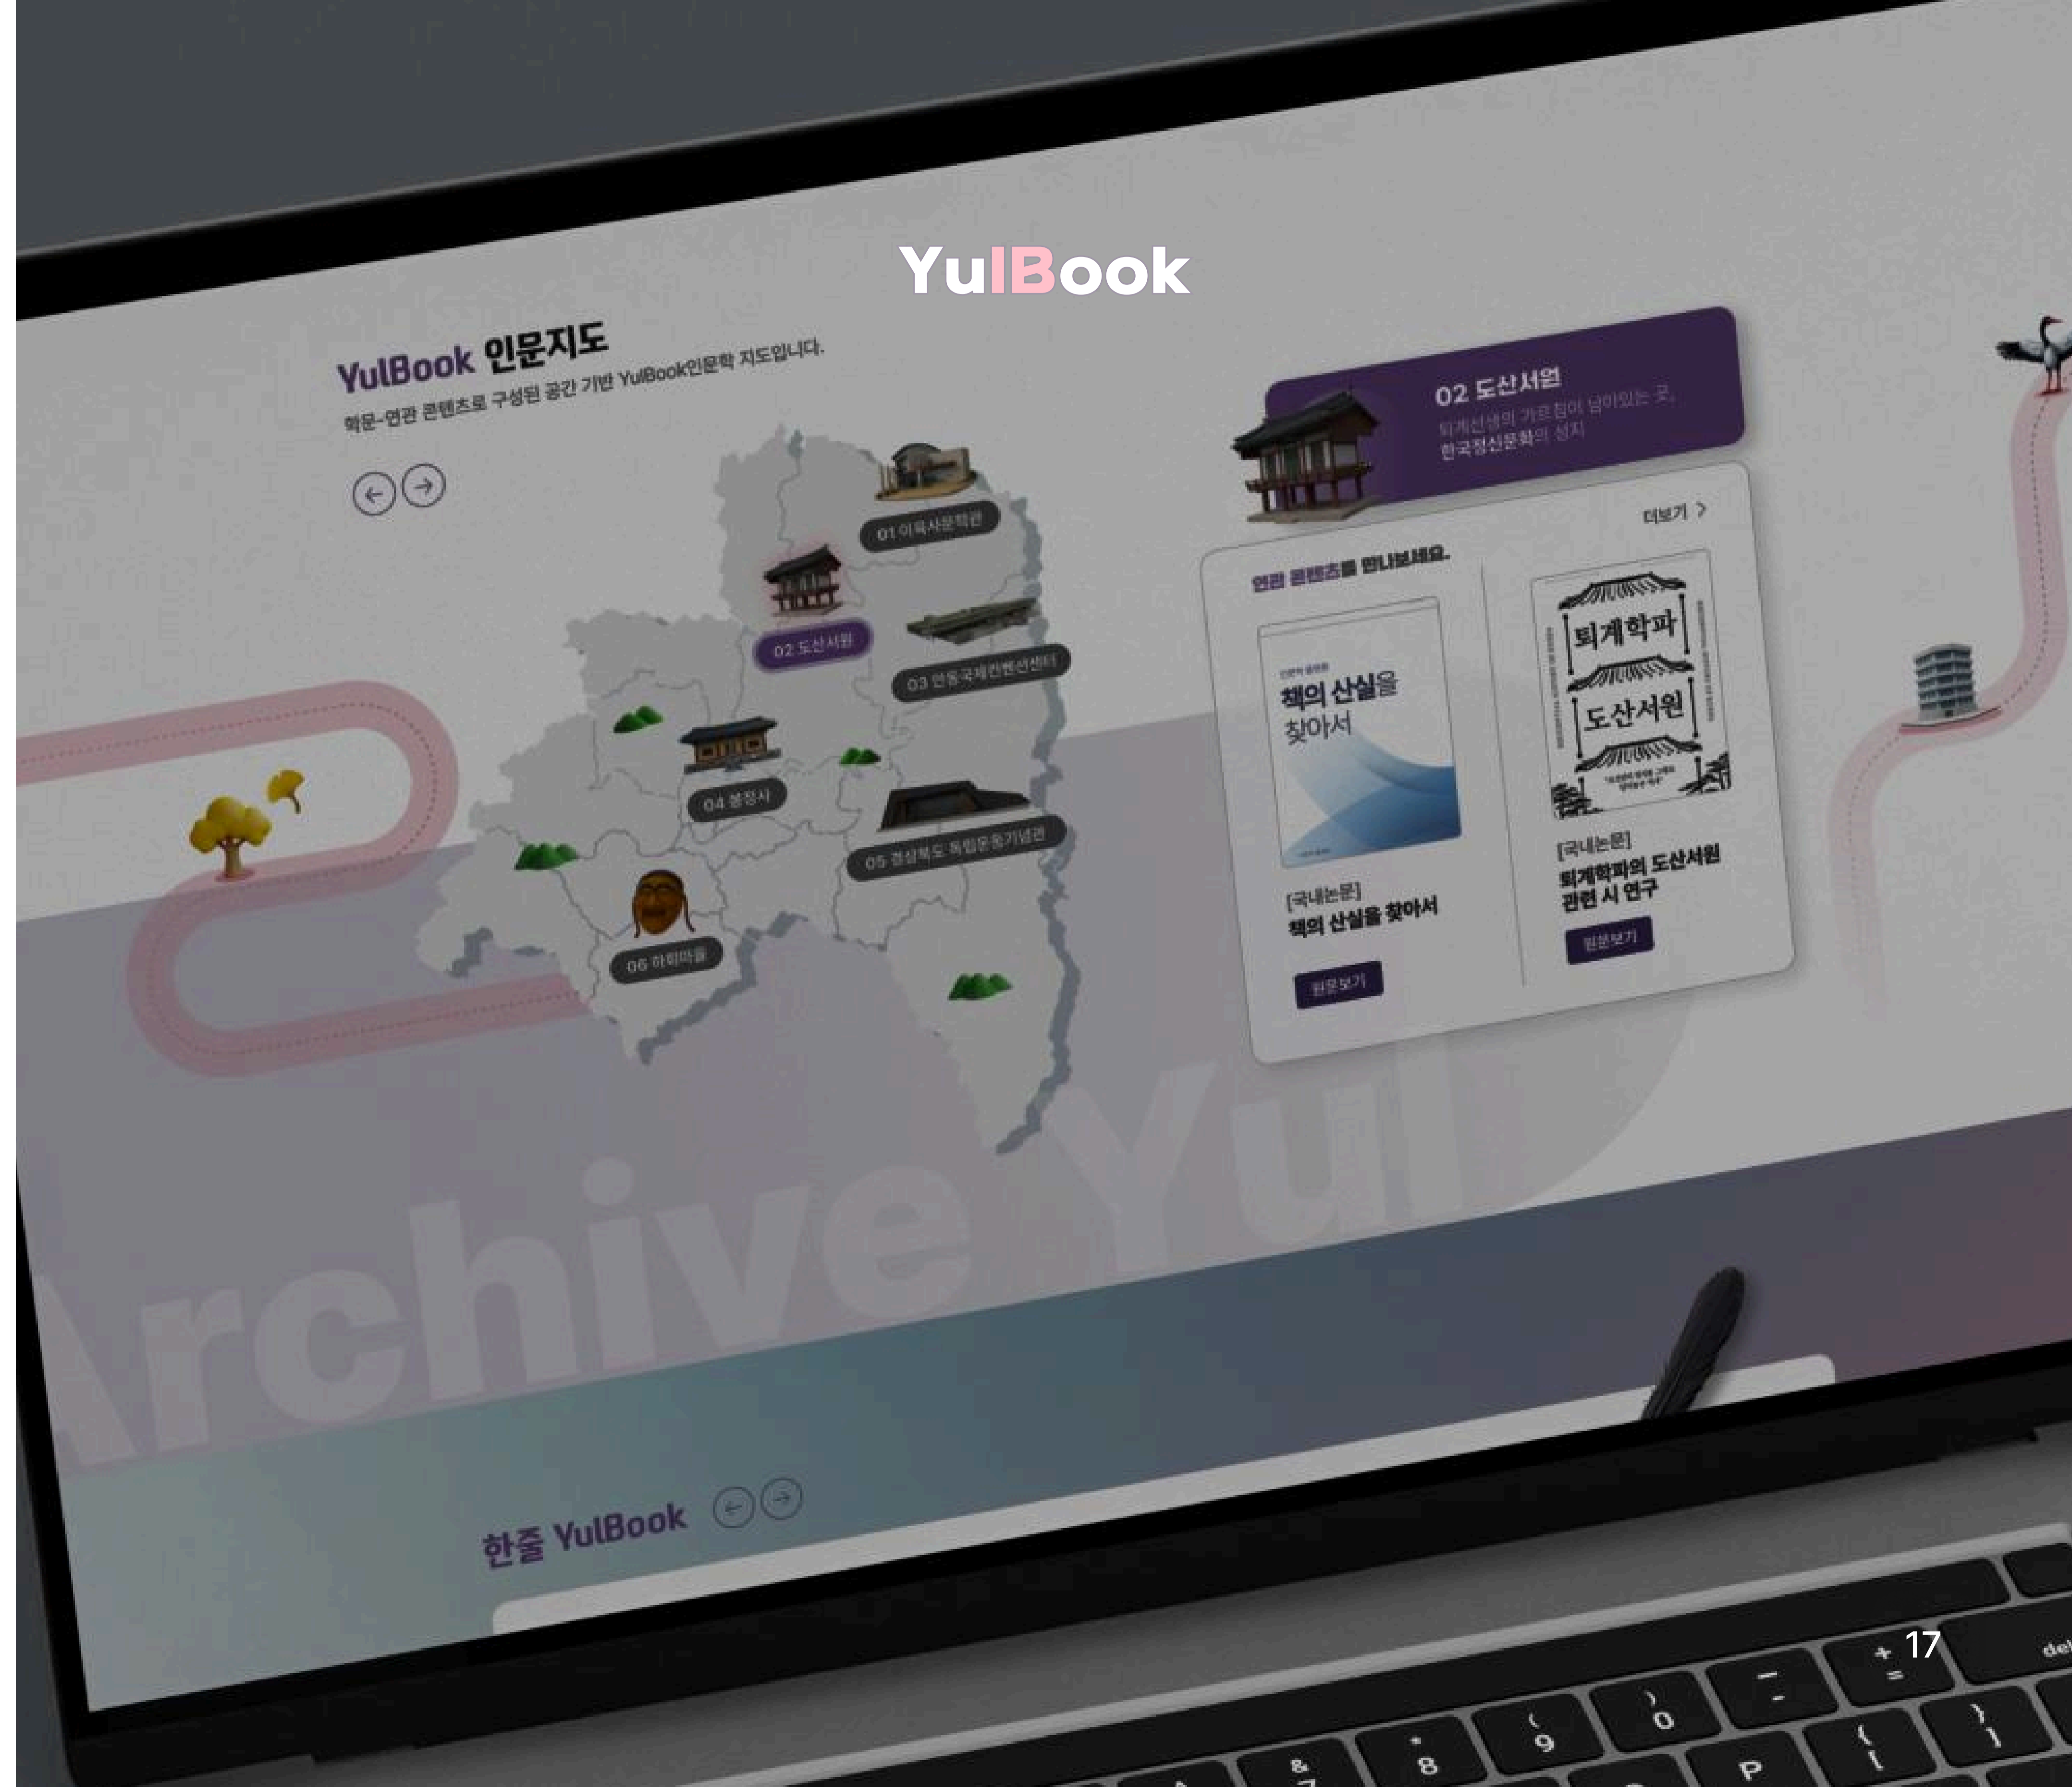 YulBook
YulBook 인문지도
학문-연관 콘텐츠로 구성된 공간 기반 YulBook인문학 지도입니다.
01 이육사문학관
02 도산서원
03 안동국제컨벤션센터
04 봉정사
05 경상북도 독립운동기념관
06 하회마을
02 도산서원
퇴계선생의 가르침이 남아있는 곳,
한국정신문화의 성지
더보기
연관 콘텐츠를 만나보세요.
책의 산실을
찾아서
[국내논문]
책의 산실을 찾아서
원문보기
퇴계학파
도산서원
[국내논문]
퇴계학파의 도산서원
관련 시 연구
원문보기
Archive Yul
한줄 YulBook
17
+
=
del
_
-
)
0
(
9
*
8
&
7
P
{
[
}
]